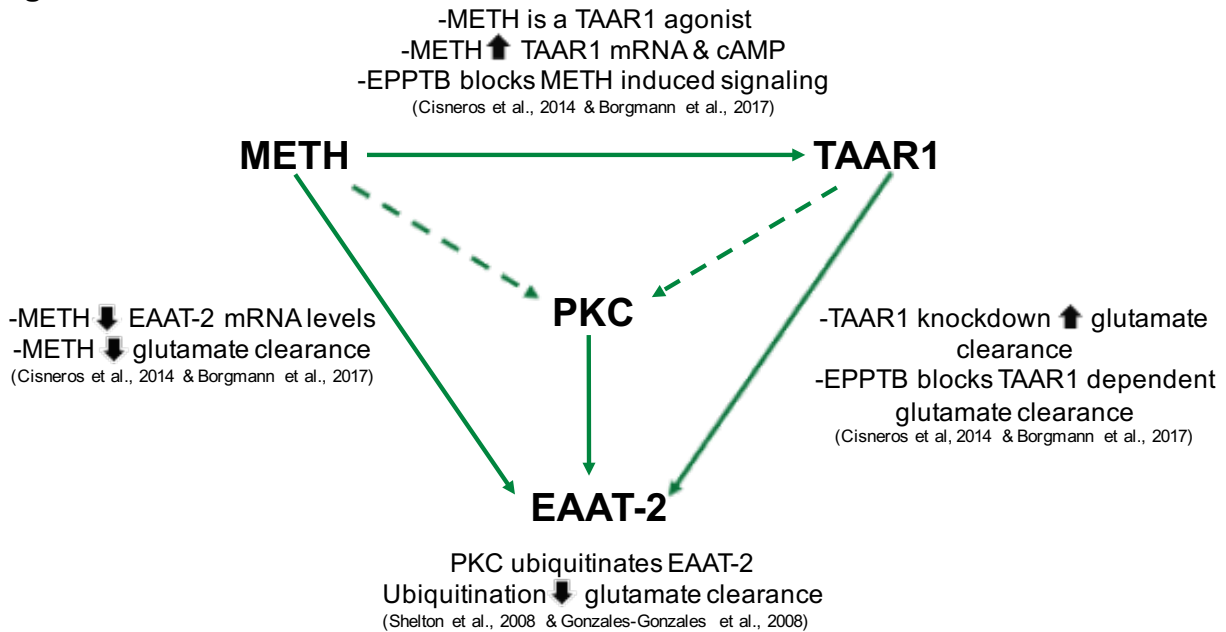 -METH is a TAAR1 agonist
-METH TAAR1 mRNA & cAMP
-EPPTB blocks METH induced signaling
(Cisneros et al., 2014 & Borgmann et al., 2017)
METH
TAAR1
PKC
-METH EAAT-2 mRNA levels
-METH glutamate clearance
(Cisneros et al., 2014 & Borgmann et al., 2017)
-TAAR1 knockdown glutamate
clearance
-EPPTB blocks TAAR1 dependent
glutamate clearance
(Cisneros et al, 2014 & Borgmann et al., 2017)
EAAT-2
PKC ubiquitinates EAAT-2
Ubiquitination glutamate clearance
(Shelton et al., 2008 & Gonzales-Gonzales et al., 2008)